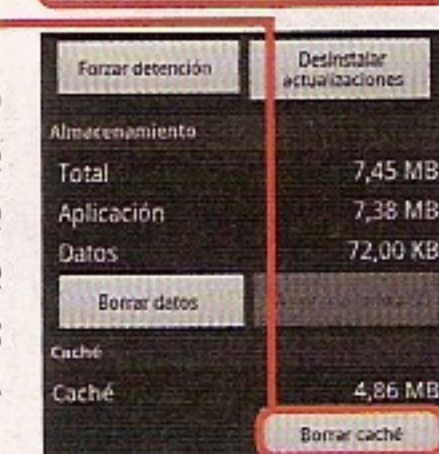 Forzar detención
Desinstalar
actualizaciones
Almacenamiento
Total 7,45 MB
Aplicación 7,38 MB
Datos 72,00 KB
Borrar datos
Caché
Caché 4,86 MB
Borrar caché